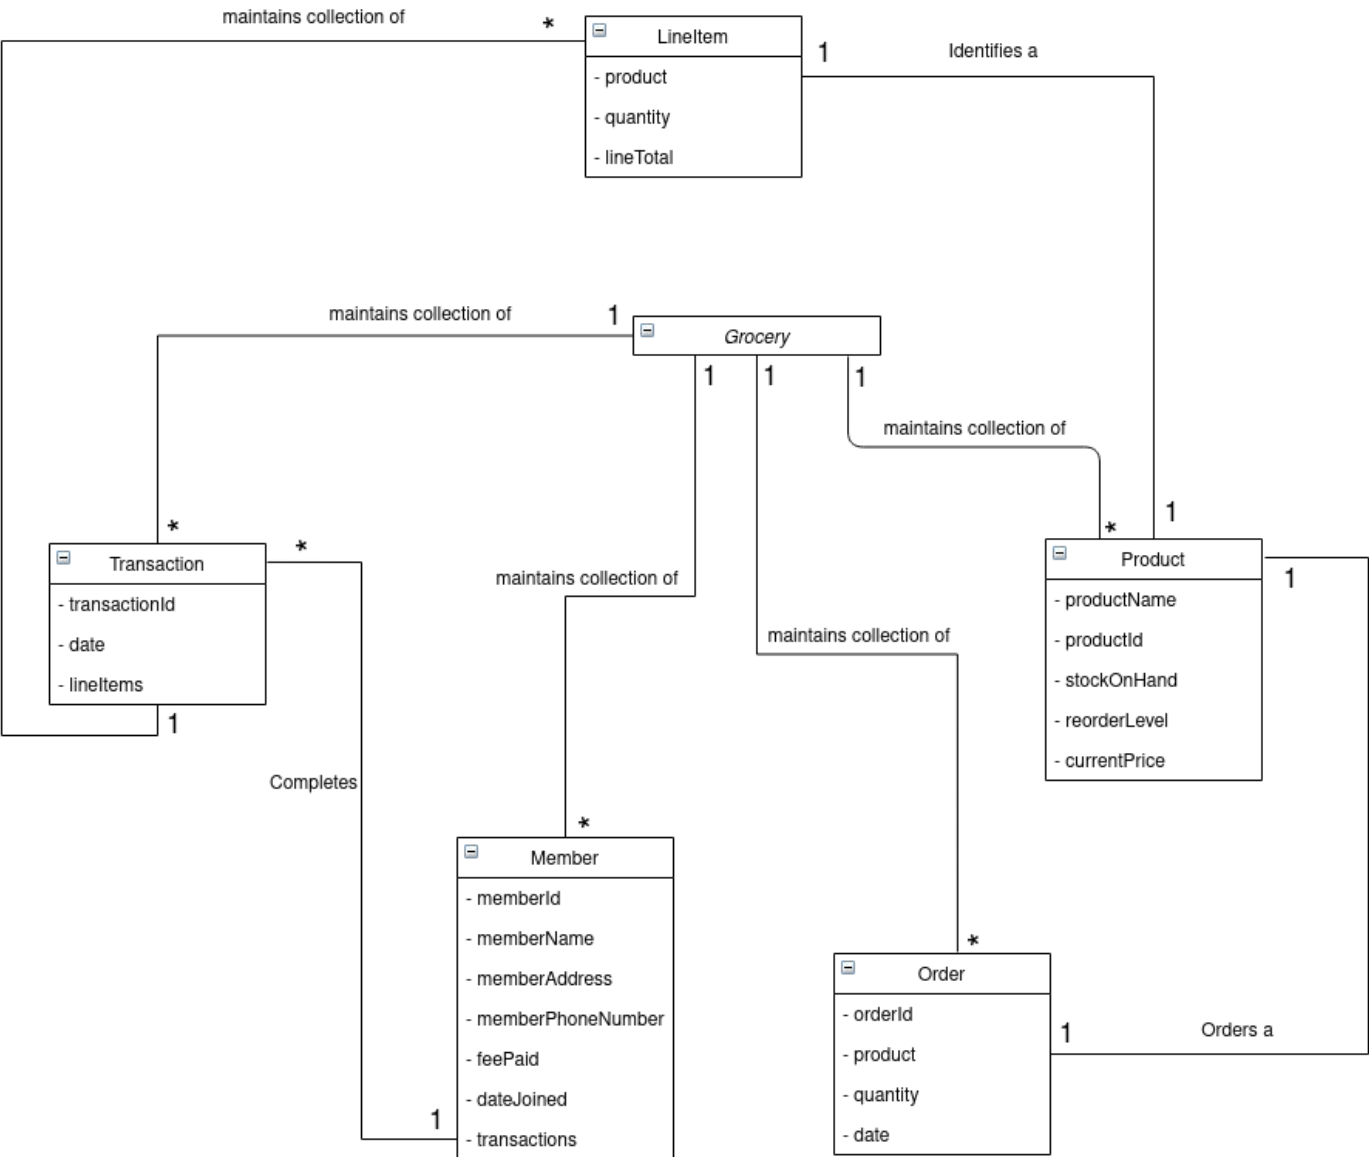 maintains collection of
*
LineItem
1
Identifies a
- product
- quantity
- lineTotal
maintains collection of
1
Grocery
1
1
1
maintains collection of
*
*
1
*
Transaction
- transactionId
- date
- lineItems
1
Product
1
- productName
- productId
- stockOnHand
- reorderLevel
- currentPrice
maintains collection of
maintains collection of
Completes
*
Member
- memberId
- memberName
- memberAddress
- memberPhoneNumber
- feePaid
- dateJoined
- transactions
1
*
Order
- orderId
- product
- quantity
- date
1
Orders a